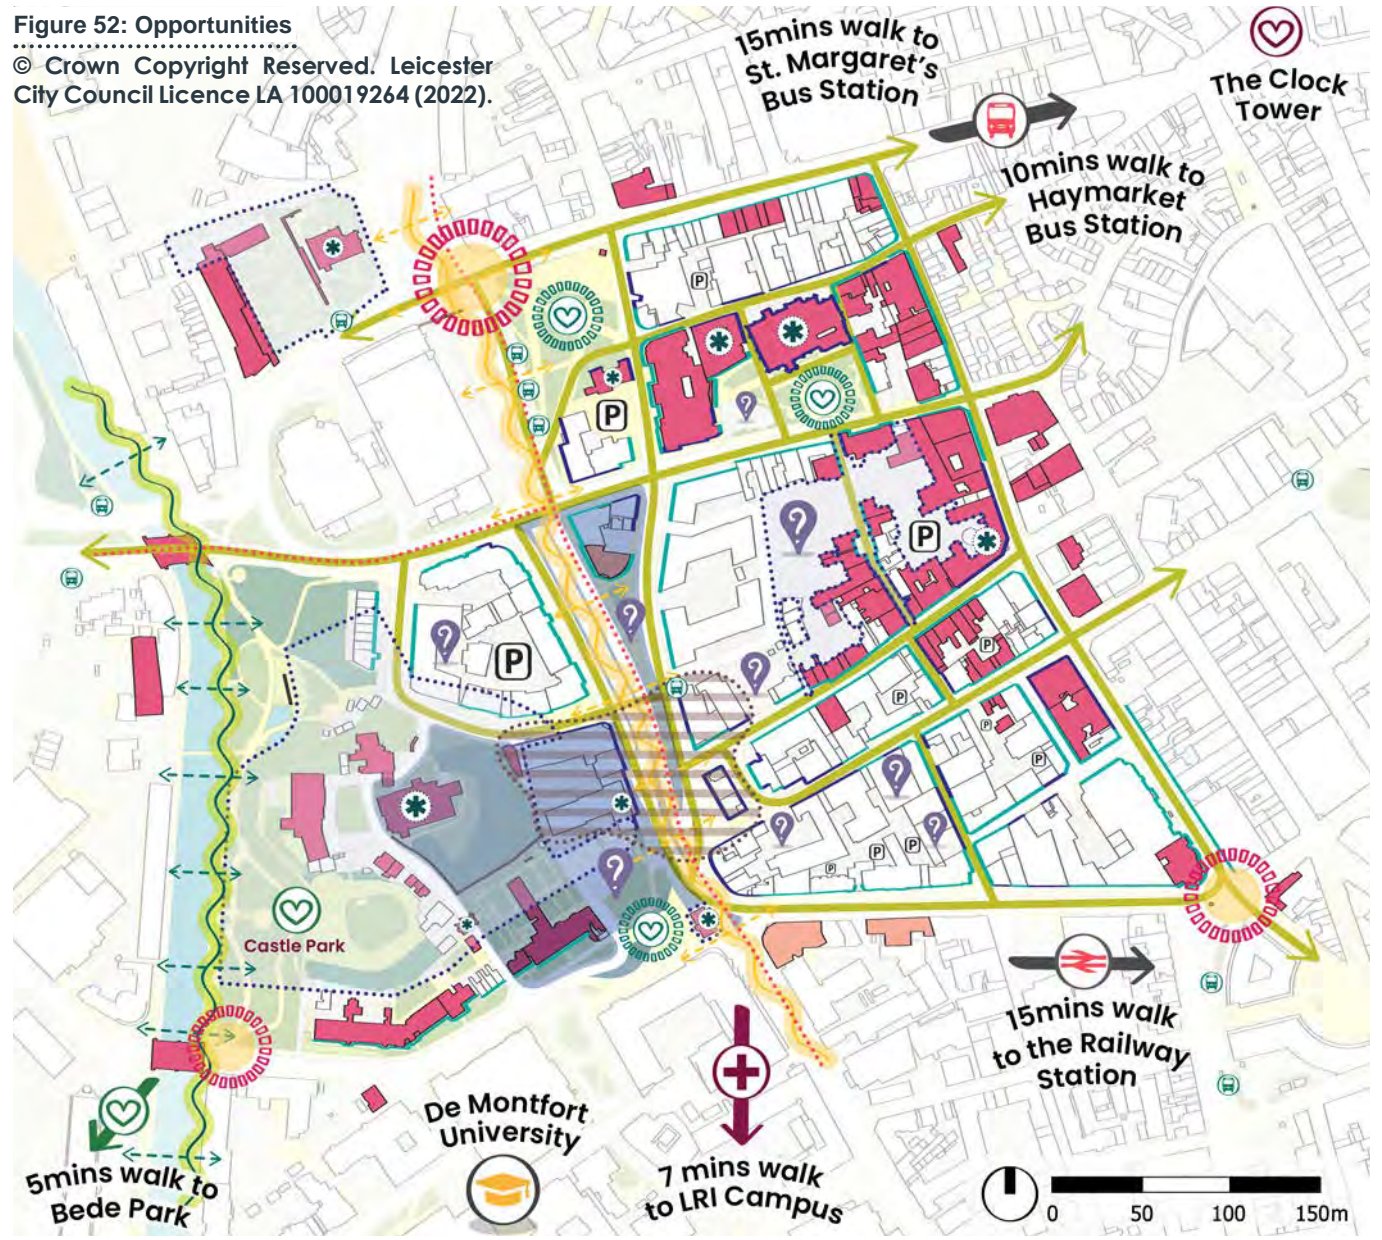 Figure 52: Opportunities
© Crown Copyright Reserved. Leicester
City Council Licence LA 100019264 (2022).
15mins walk to
St. Margaret's
Bus Station
The Clock
Tower
10mins walk to
Haymarket
Bus Station
P
P
P
?
?
P
?
?
P
?
P
P
P
P
?
?
?
P
P
P
?
Castle Park
15mins walk
to the Railway
Station
De Montfort
University
7 mins walk
to LRI Campus
5mins walk to
Bede Park
0 50 100 150m